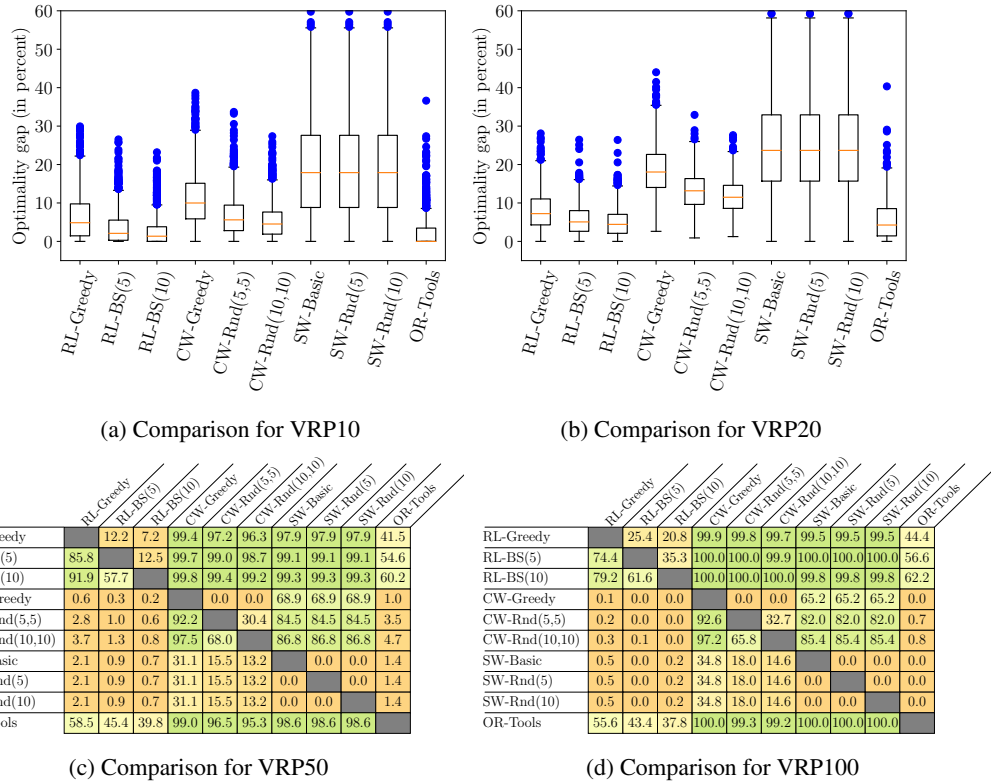 60
50
40
30
20
10
0
Optimality gap (in percent)
RL-Greedy
RL-BS(5)
RL-BS(10)
CW-Greedy
CW-Rnd(5,5)
CW-Rnd(10,10)
SW-Basic
SW-Rnd(5)
SW-Rnd(10)
OR-Tools
(a) Comparison for VRP10
60
50
40
30
20
10
0
Optimality gap (in percent)
RL-Greedy
RL-BS(5)
RL-BS(10)
CW-Greedy
CW-Rnd(5,5)
CW-Rnd(10,10)
SW-Basic
SW-Rnd(5)
SW-Rnd(10)
OR-Tools
(b) Comparison for VRP20
RL-Greedy RL-BS(5) RL-BS(10) CW-Greedy CW-Rnd(5,5) CW-Rnd(10,10) SW-Basic SW-Rnd(5) SW-Rnd(10) OR-Tools
eedy 12.2 7.2 99.4 97.2 96.3 97.9 97.9 97.9 41.5
(5) 85.8 12.5 99.7 99.0 98.7 99.1 99.1 99.1 54.6
(10) 91.9 57.7 99.8 99.4 99.2 99.3 99.3 99.3 60.2
reedy 0.6 0.3 0.2 0.0 0.0 68.9 68.9 68.9 1.0
nd(5,5) 2.8 1.0 0.6 92.2 30.4 84.5 84.5 84.5 3.5
nd(10,10) 3.7 1.3 0.8 97.5 68.0 86.8 86.8 86.8 4.7
asic 2.1 0.9 0.7 31.1 15.5 13.2 0.0 0.0 1.4
nd(5) 2.1 0.9 0.7 31.1 15.5 13.2 0.0 0.0 1.4
nd(10) 2.1 0.9 0.7 31.1 15.5 13.2 0.0 0.0 1.4
ools 58.5 45.4 39.8 99.0 96.5 95.3 98.6 98.6 98.6
(c) Comparison for VRP50
RL-Greedy RL-BS(5) RL-BS(10) CW-Greedy CW-Rnd(5,5) CW-Rnd(10,10) SW-Basic SW-Rnd(5) SW-Rnd(10) OR-Tools
RL-Greedy 25.4 20.8 99.9 99.8 99.7 99.5 99.5 99.5 44.4
RL-BS(5) 74.4 35.3 100.0 100.0 100.0 100.0 100.0 100.0 56.6
RL-BS(10) 79.2 61.6 100.0 100.0 100.0 99.8 99.8 99.8 62.2
CW-Greedy 0.1 0.0 0.0 0.0 0.0 65.2 65.2 65.2 0.0
CW-Rnd(5,5) 0.2 0.0 0.0 92.6 32.7 82.0 82.0 82.0 0.7
CW-Rnd(10,10) 0.3 0.1 0.0 97.2 65.8 85.4 85.4 85.4 0.8
SW-Basic 0.5 0.0 0.2 34.8 18.0 14.6 0.0 0.0 0.0
SW-Rnd(5) 0.5 0.0 0.2 34.8 18.0 14.6 0.0 0.0 0.0
SW-Rnd(10) 0.5 0.0 0.2 34.8 18.0 14.6 0.0 0.0 0.0
OR-Tools 55.6 43.4 37.8 100.0 99.3 99.2 100.0 100.0 100.0
(d) Comparison for VRP100